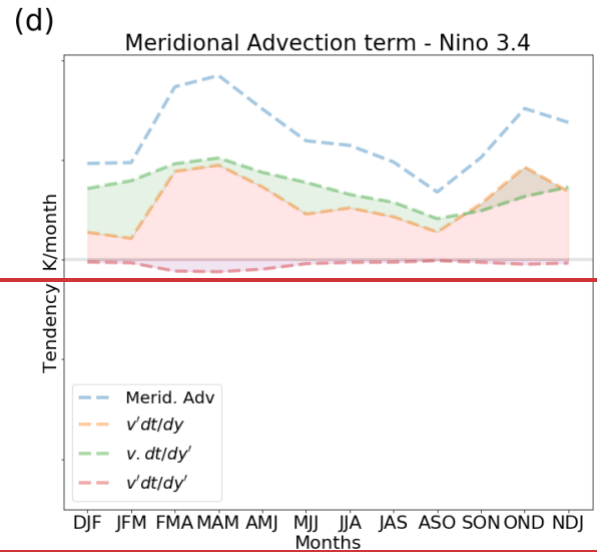 (d)
Meridional Advection term - Nino 3.4
Tendency K/month
Merid. Adv
v'dt/dy
v. dt/dy'
v'dt/dy'
DJF JFM FMA MAM AMJ MJJ JJA JAS ASO SON OND NDJ
Months